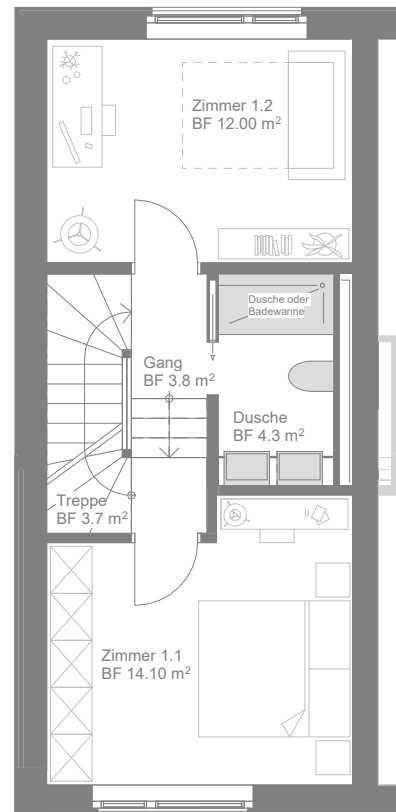 Zimmer 1.2
BF 12.00 m²
Dusche oder
Badewanne
Gang
BF 3.8 m²
Dusche
BF 4.3 m²
Treppe
BF 3.7 m²
Zimmer 1.1
BF 14.10 m²